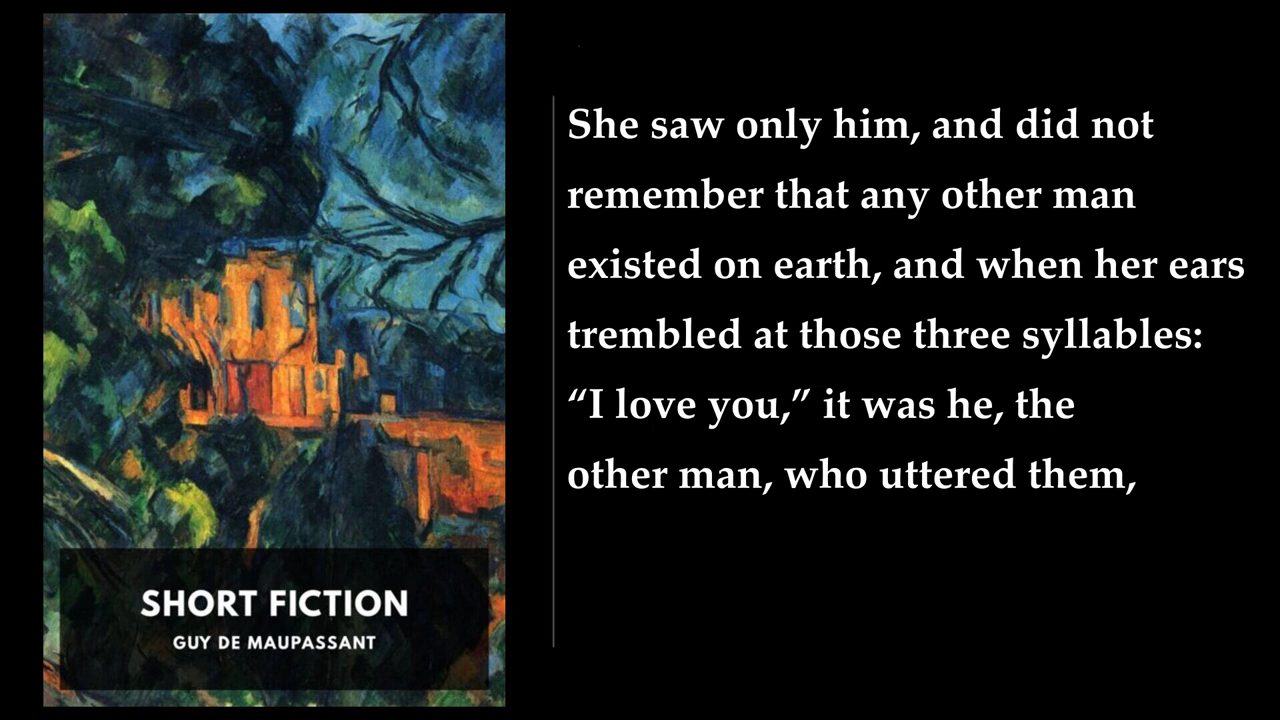 She saw only him, and did not
remember that any other man
existed on earth, and when her ears
trembled at those three syllables:
“I love you,” it was he, the
other man, who uttered them,
SHORT FICTION
GUY DE MAUPASSANT